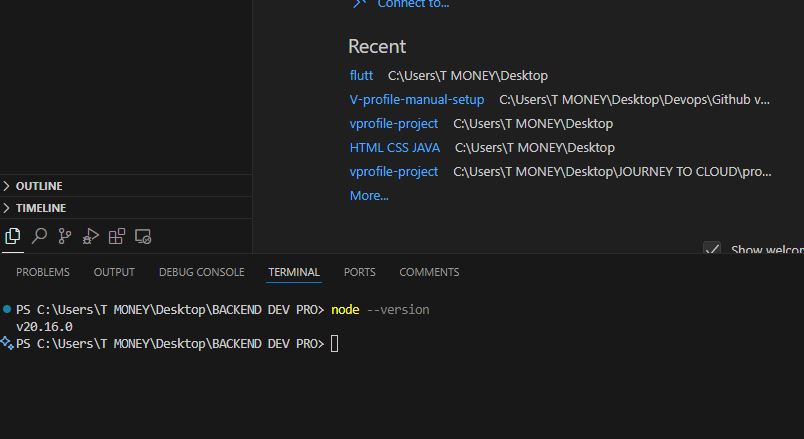 Connect to...
Recent
flutt C:\Users\T MONEY\Desktop
V-profile-manual-setup C:\Users\T MONEY\Desktop\Devops\Github v...
vprofile-project C:\Users\T MONEY\Desktop
HTML CSS JAVA C:\Users\T MONEY\Desktop
vprofile-project C:\Users\T MONEY\Desktop\JOURNEY TO CLOUD\pro...
More...
OUTLINE
TIMELINE
Show welcom
PROBLEMS OUTPUT DEBUG CONSOLE TERMINAL PORTS COMMENTS
PS C:\Users\T MONEY\Desktop\BACKEND DEV PRO> node --version
v20.16.0
PS C:\Users\T MONEY\Desktop\BACKEND DEV PRO>